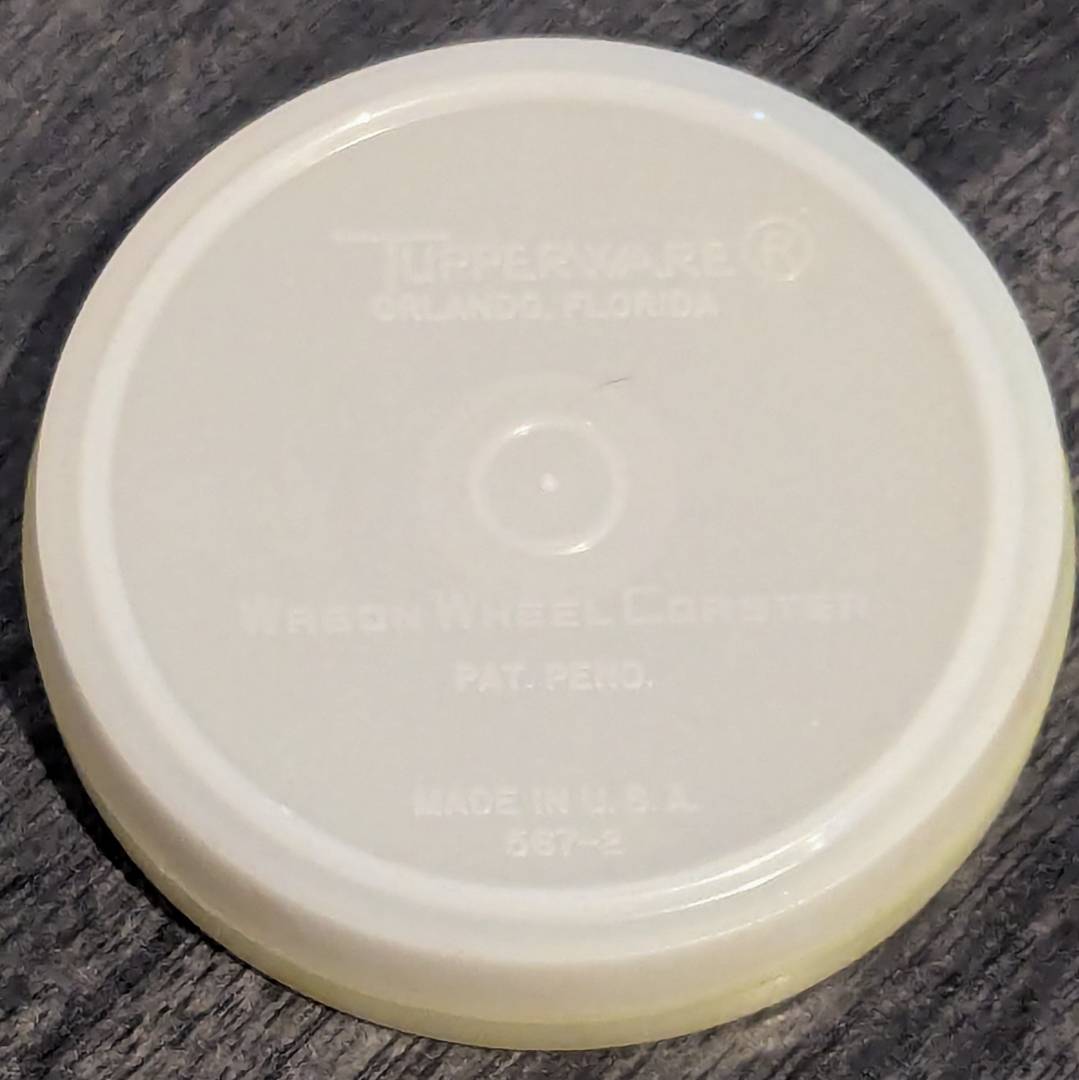 TUPPERWARE ®
ORLANDO, FLORIDA
WAGON WHEEL COASTER
PAT. PEND.
MADE IN U. S. A.
567-2